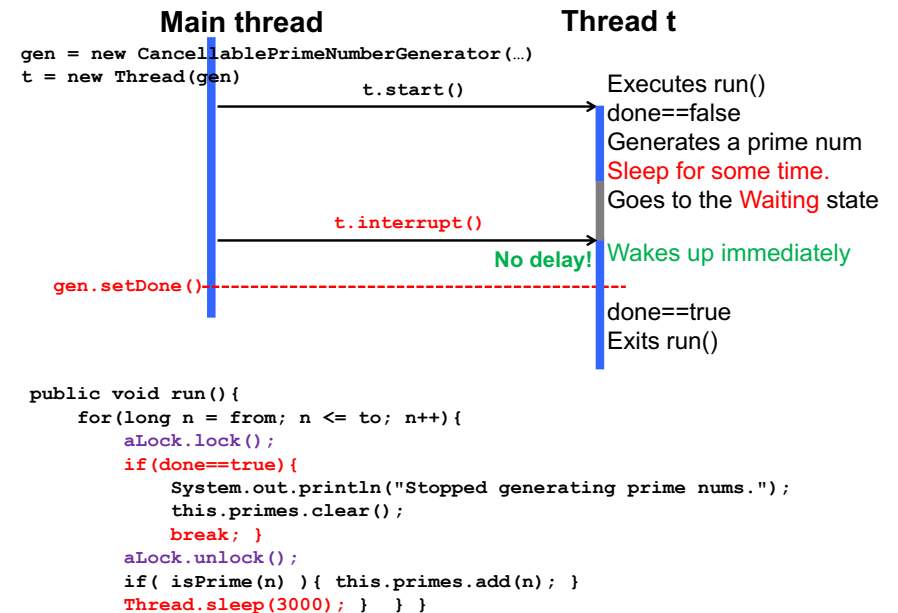 Main thread
Thread t
gen = new CancellablePrimeNumberGenerator(…)
t = new Thread(gen)
t.start()
Executes run()
done==false
Generates a prime num
Sleep for some time.
Goes to the Waiting state
t.interrupt()
No delay!
Wakes up immediately
gen.setDone()
done==true
Exits run()
public void run(){
for(long n = from; n <= to; n++){
aLock.lock();
if(done==true){
System.out.println("Stopped generating prime nums.");
this.primes.clear();
break; }
aLock.unlock();
if( isPrime(n) ){ this.primes.add(n); }
Thread.sleep(3000); } } }